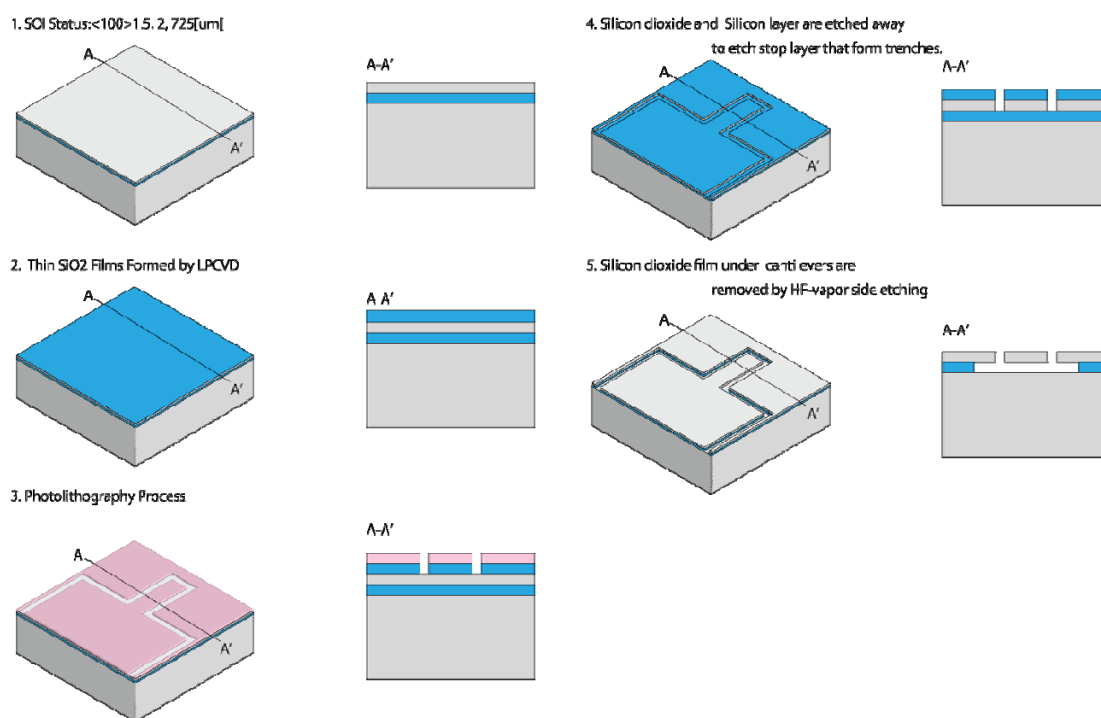 1. SOI Status:<100>1.5, 2, 725[um[
A
A'
A-A'
2. Thin SiO2 Films Formed by LPCVD
A
A'
A-A'
3. Photolithography Process
A
A'
A-A'
4. Silicon dioxide and Silicon layer are etched away
to etch stop layer that form trenches.
A
A'
A-A'
5. Silicon dioxide film under canti evers are
removed by HF-vapor side etching
A
A'
A-A'